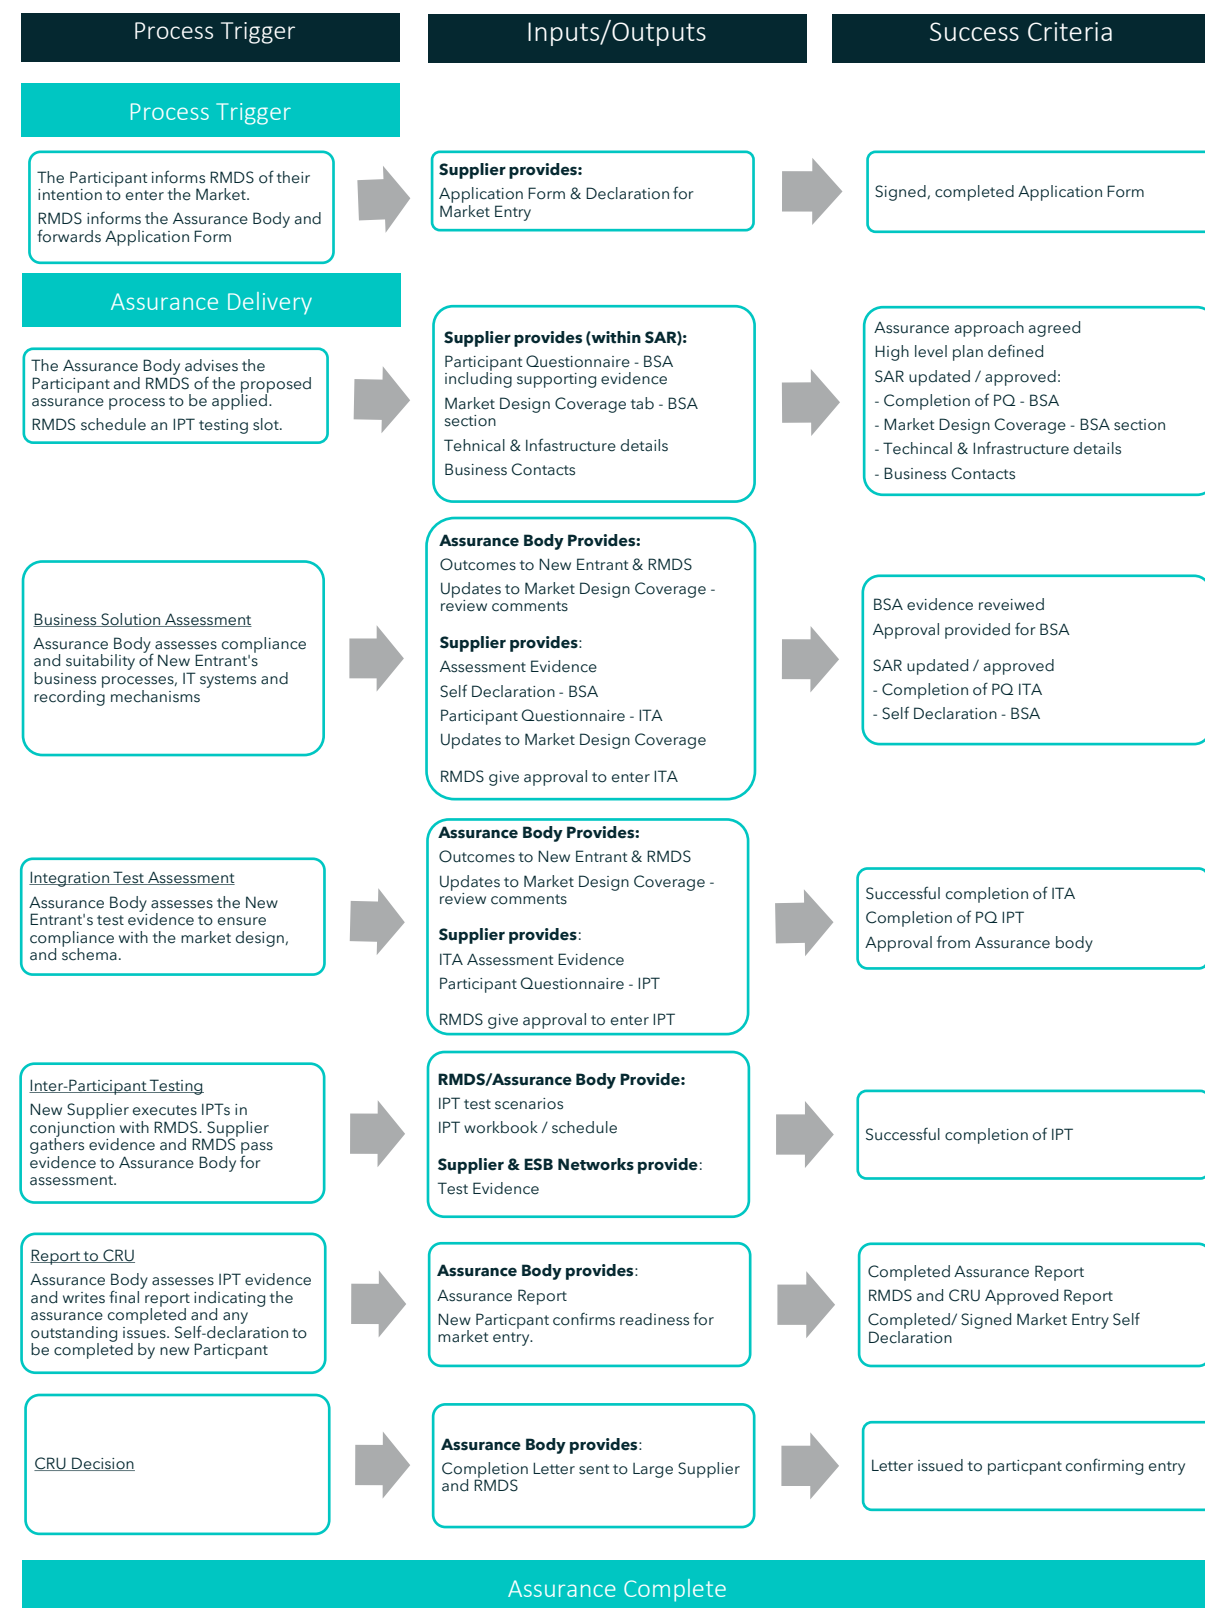 Process Trigger
Inputs/Outputs
Success Criteria
Process Trigger
The Participant informs RMDS of their
intention to enter the Market.
RMDS informs the Assurance Body and
forwards Application Form
Supplier provides:
Application Form & Declaration for
Market Entry
Signed, completed Application Form
Assurance Delivery
The Assurance Body advises the
Participant and RMDS of the proposed
assurance process to be applied.
RMDS schedule an IPT testing slot.
Supplier provides (within SAR):
Participant Questionnaire - BSA
including supporting evidence
Market Design Coverage tab - BSA
section
Tehnical & Infastructure details
Business Contacts
Assurance approach agreed
High level plan defined
SAR updated / approved:
- Completion of PQ - BSA
- Market Design Coverage - BSA section
- Techincal & Infrastructure details
- Business Contacts
Business Solution Assessment
Assurance Body assesses compliance
and suitability of New Entrant's
business processes, IT systems and
recording mechanisms
Assurance Body Provides:
Outcomes to New Entrant & RMDS
Updates to Market Design Coverage -
review comments
Supplier provides:
Assessment Evidence
Self Declaration - BSA
Participant Questionnaire - ITA
Updates to Market Design Coverage
RMDS give approval to enter ITA
BSA evidence reveiwed
Approval provided for BSA
SAR updated / approved
- Completion of PQ ITA
- Self Declaration - BSA
Integration Test Assessment
Assurance Body assesses the New
Entrant's test evidence to ensure
compliance with the market design,
and schema.
Assurance Body Provides:
Outcomes to New Entrant & RMDS
Updates to Market Design Coverage -
review comments
Supplier provides:
ITA Assessment Evidence
Participant Questionnaire - IPT
RMDS give approval to enter IPT
Successful completion of ITA
Completion of PQ IPT
Approval from Assurance body
Inter-Participant Testing
New Supplier executes IPTs in
conjunction with RMDS. Supplier
gathers evidence and RMDS pass
evidence to Assurance Body for
assessment.
RMDS/Assurance Body Provide:
IPT test scenarios
IPT workbook / schedule
Supplier & ESB Networks provide:
Test Evidence
Successful completion of IPT
Report to CRU
Assurance Body assesses IPT evidence
and writes final report indicating the
assurance completed and any
outstanding issues. Self-declaration to
be completed by new Particpant
Assurance Body provides:
Assurance Report
New Particpant confirms readiness for
market entry.
Completed Assurance Report
RMDS and CRU Approved Report
Completed/ Signed Market Entry Self
Declaration
CRU Decision
Assurance Body provides:
Completion Letter sent to Large Supplier
and RMDS
Letter issued to particpant confirming entry
Assurance Complete